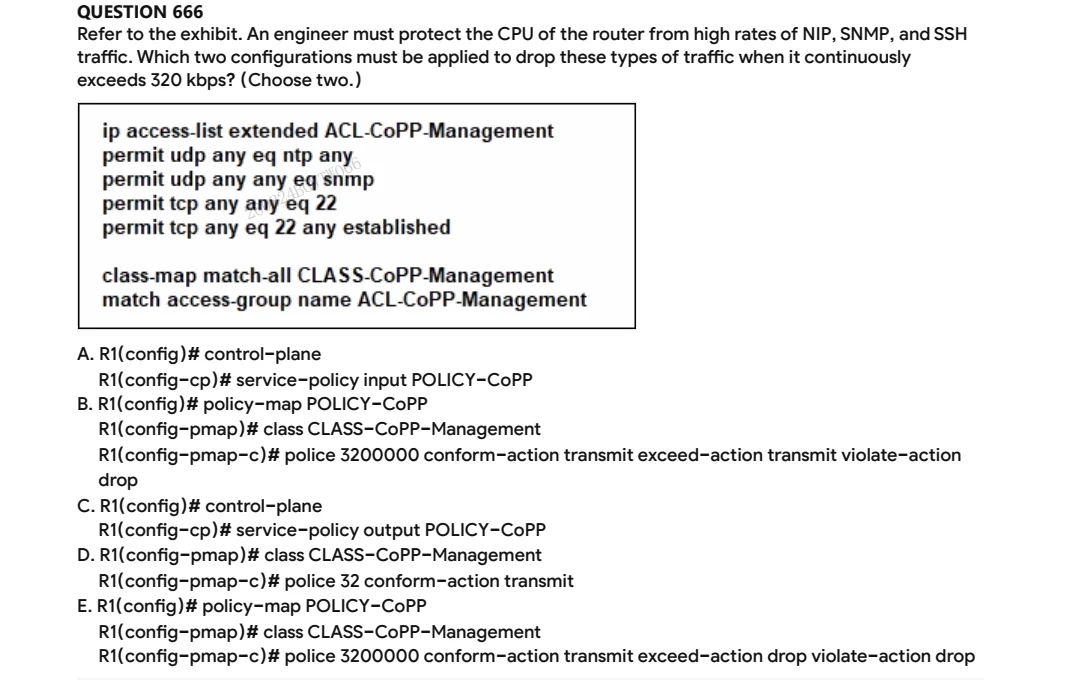 QUESTION 666
Refer to the exhibit. An engineer must protect the CPU of the router from high rates of NIP, SNMP, and SSH
traffic. Which two configurations must be applied to drop these types of traffic when it continuously
exceeds 320 kbps? (Choose two.)
ip access-list extended ACL-CoPP-Management
permit udp any eq ntp any
permit udp any any eq snmp
permit tcp any any eq 22
permit tcp any eq 22 any established
class-map match-all CLASS-CoPP-Management
match access-group name ACL-CoPP-Management
A. R1(config)# control-plane
R1(config-cp)# service-policy input POLICY-CoPP
B. R1(config)# policy-map POLICY-CoPP
R1(config-pmap)# class CLASS-CoPP-Management
R1(config-pmap-c)# police 3200000 conform-action transmit exceed-action transmit violate-action
drop
C. R1(config)# control-plane
R1(config-cp)# service-policy output POLICY-CoPP
D. R1(config-pmap)# class CLASS-CoPP-Management
R1(config-pmap-c)# police 32 conform-action transmit
E. R1(config)# policy-map POLICY-CoPP
R1(config-pmap)# class CLASS-CoPP-Management
R1(config-pmap-c)# police 3200000 conform-action transmit exceed-action drop violate-action drop